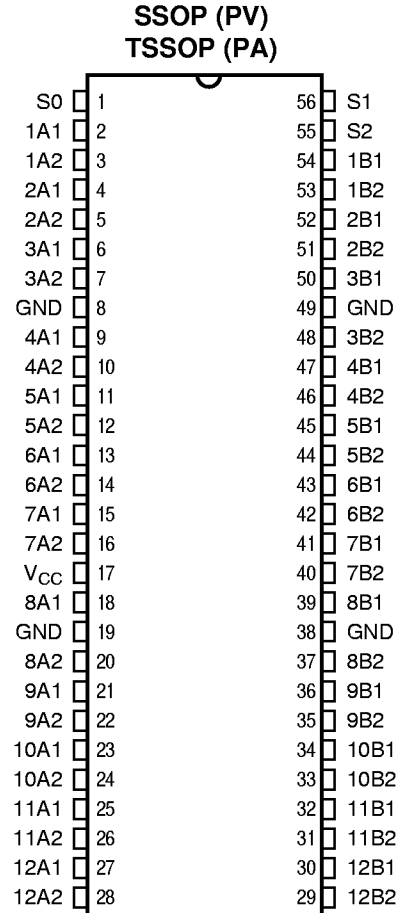 SSOP (PV)
TSSOP (PA)
S0 1 56 S1
1A1 2 55 S2
1A2 3 54 1B1
2A1 4 53 1B2
2A2 5 52 2B1
3A1 6 51 2B2
3A2 7 50 3B1
GND 8 49 GND
4A1 9 48 3B2
4A2 10 47 4B1
5A1 11 46 4B2
5A2 12 45 5B1
6A1 13 44 5B2
6A2 14 43 6B1
7A1 15 42 6B2
7A2 16 41 7B1
VCC 17 40 7B2
8A1 18 39 8B1
GND 19 38 GND
8A2 20 37 8B2
9A1 21 36 9B1
9A2 22 35 9B2
10A1 23 34 10B1
10A2 24 33 10B2
11A1 25 32 11B1
11A2 26 31 11B2
12A1 27 30 12B1
12A2 28 29 12B2